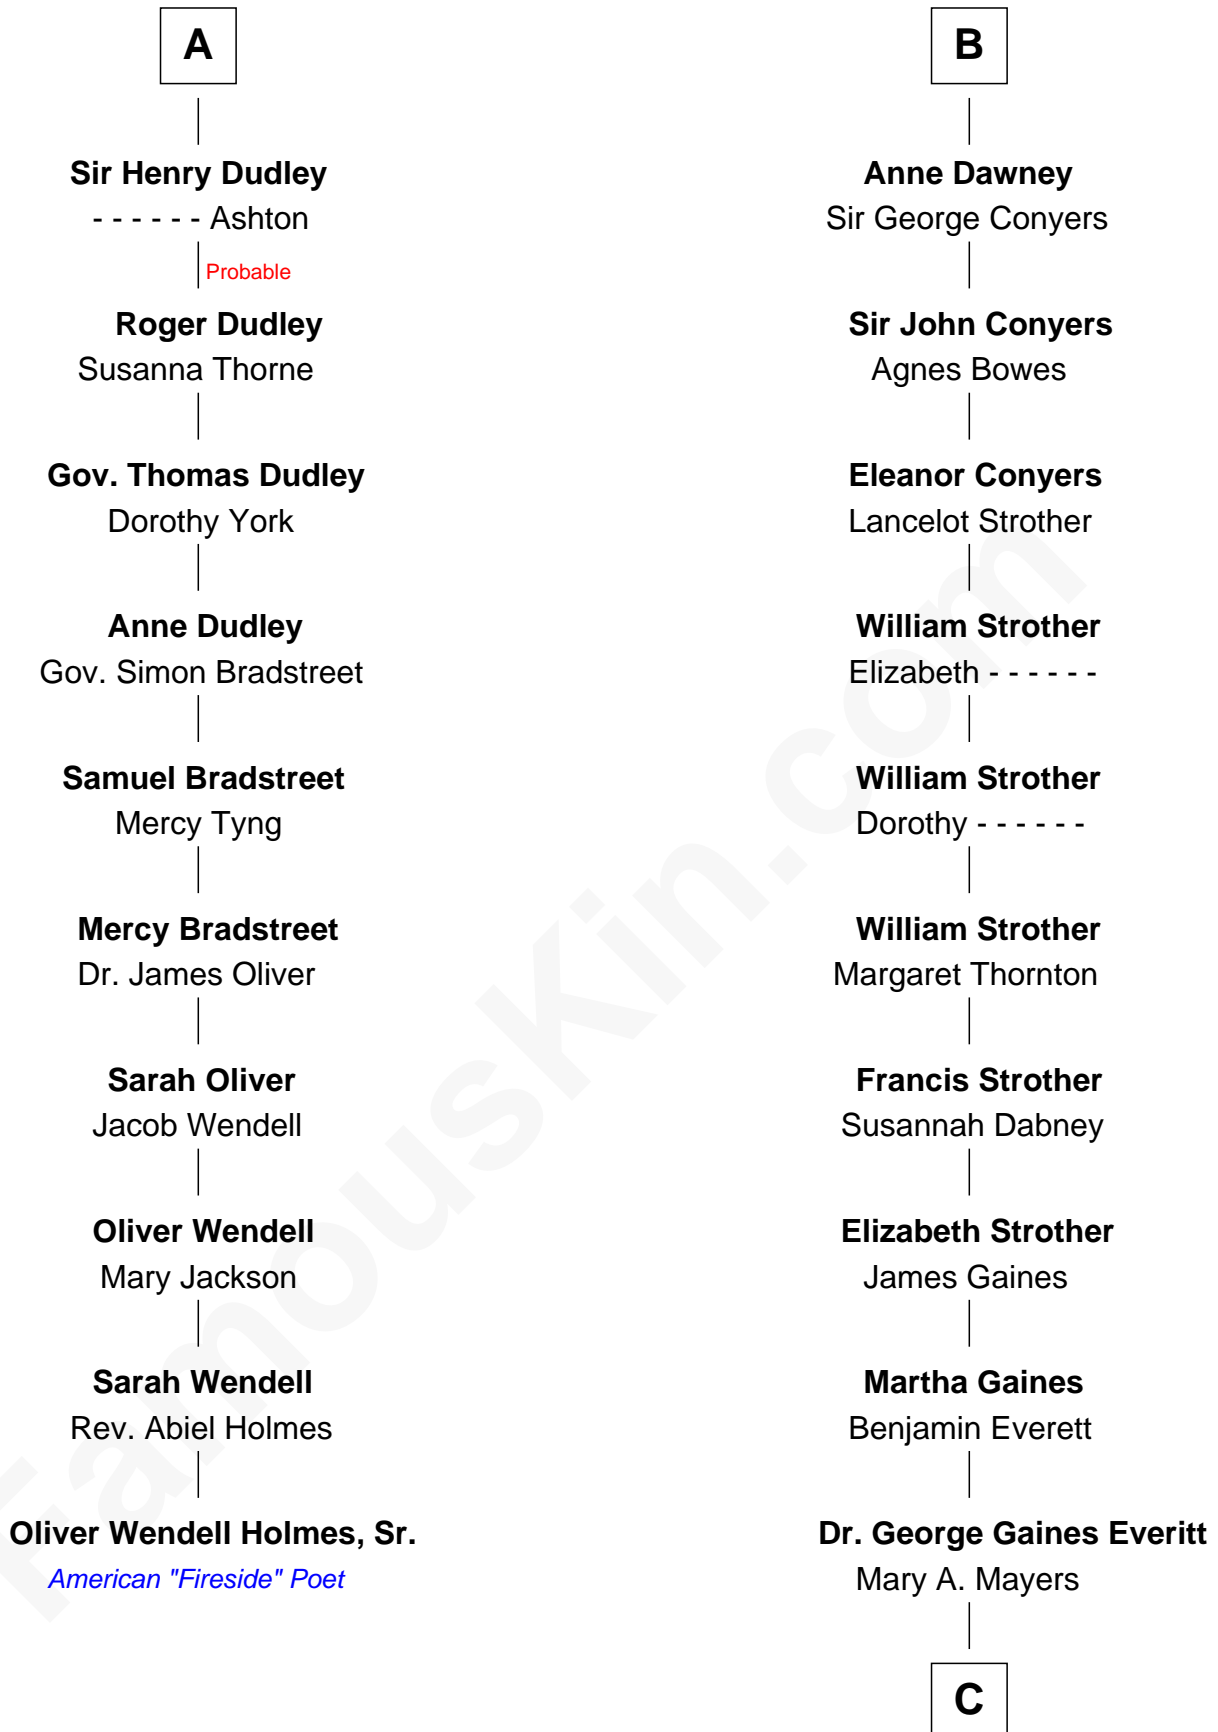 A
Sir Henry Dudley
- - - - - - Ashton
Probable
Roger Dudley
Susanna Thorne
Gov. Thomas Dudley
Dorothy York
Anne Dudley
Gov. Simon Bradstreet
Samuel Bradstreet
Mercy Tyng
Mercy Bradstreet
Dr. James Oliver
Sarah Oliver
Jacob Wendell
Oliver Wendell
Mary Jackson
Sarah Wendell
Rev. Abiel Holmes
Oliver Wendell Holmes, Sr.
American "Fireside" Poet
B
Anne Dawney
Sir George Conyers
Sir John Conyers
Agnes Bowes
Eleanor Conyers
Lancelot Strother
William Strother
Elizabeth - - - - - -
William Strother
Dorothy - - - - - -
William Strother
Margaret Thornton
Francis Strother
Susannah Dabney
Elizabeth Strother
James Gaines
Martha Gaines
Benjamin Everett
Dr. George Gaines Everitt
Mary A. Mayers
C
FamousKin.com